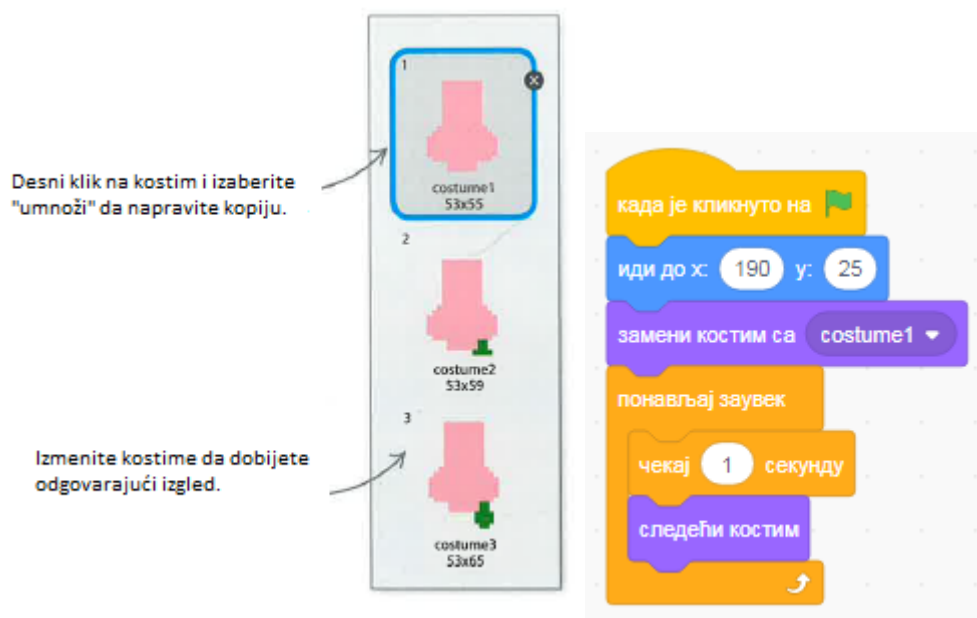 Desni klik na kostim i izaberite
"umnoži" da napravite kopiju.
1
costume1
53x55
2
costume2
53x59
Izmenite kostime da dobijete
odgovarajući izgled.
3
costume3
53x65
када је кликнуто на
иди до x: 190 y: 25
замени костим са costume1
понављај заувек
чекај 1 секунду
следећи костим